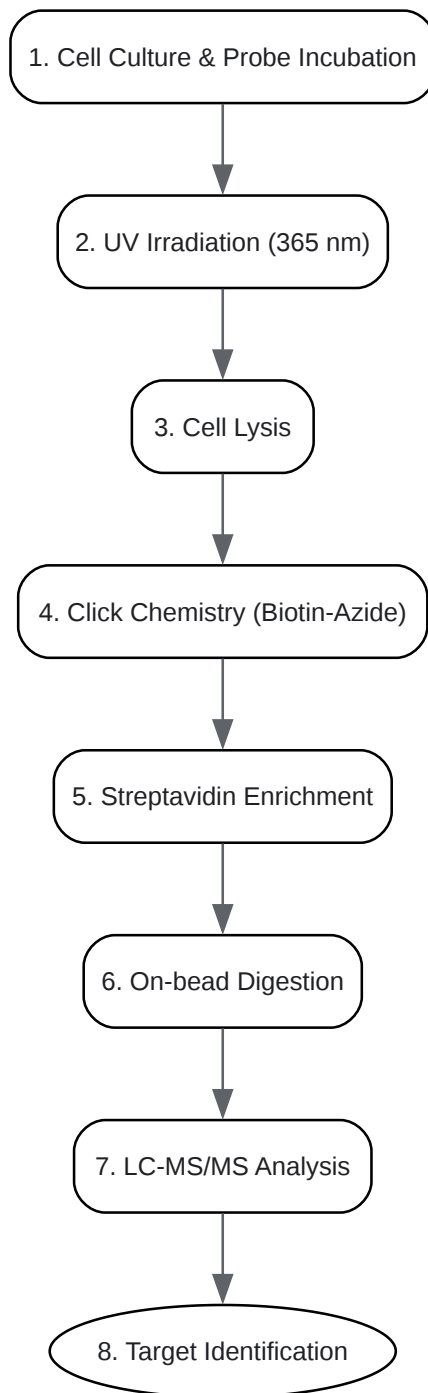 1. Cell Culture & Probe Incubation
2. UV Irradiation (365 nm)
3. Cell Lysis
4. Click Chemistry (Biotin-Azide)
5. Streptavidin Enrichment
6. On-bead Digestion
7. LC-MS/MS Analysis
8. Target Identification